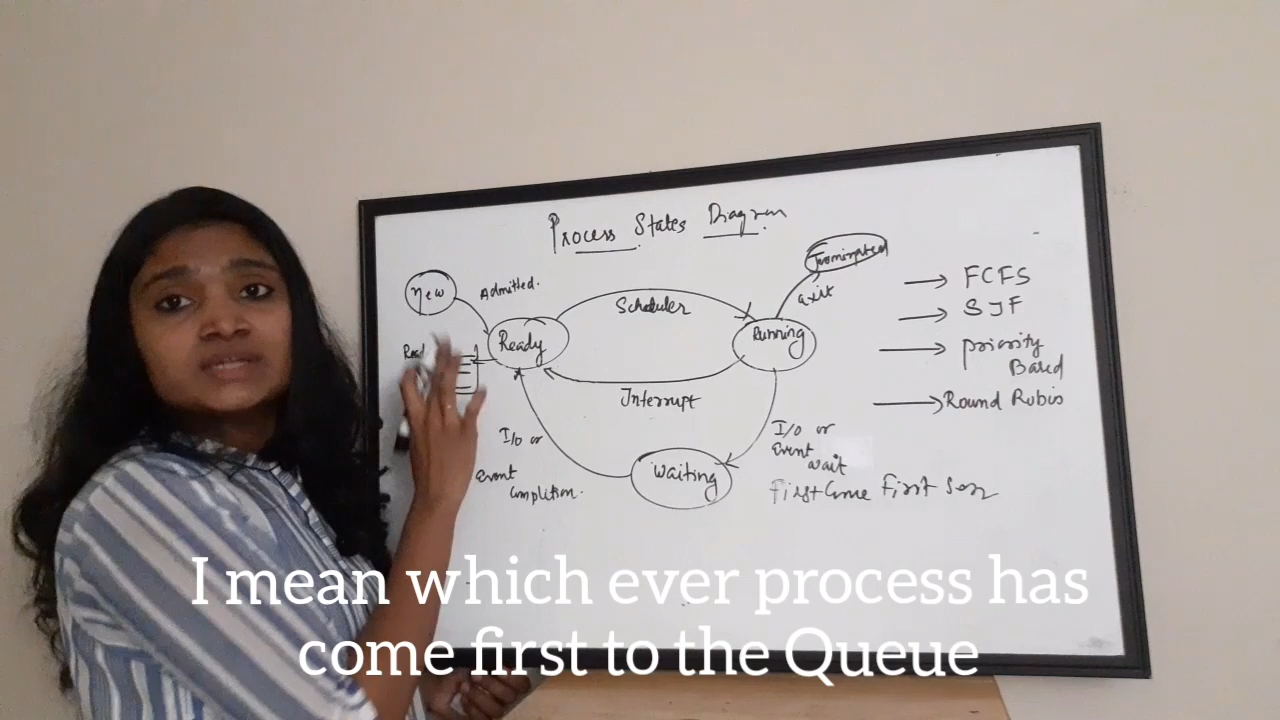 Process States Diagram
New
Admitted.
Ready
Scheduler
Running
Terminated
exit
Interrupt
Waiting
I/o or
Event
Completion.
I/o or
Event
wait
First Come First Ser
→ FCFS
→ SJF
→ priority
Based
→ Round Robin
I mean which ever process has
come first to the Queue